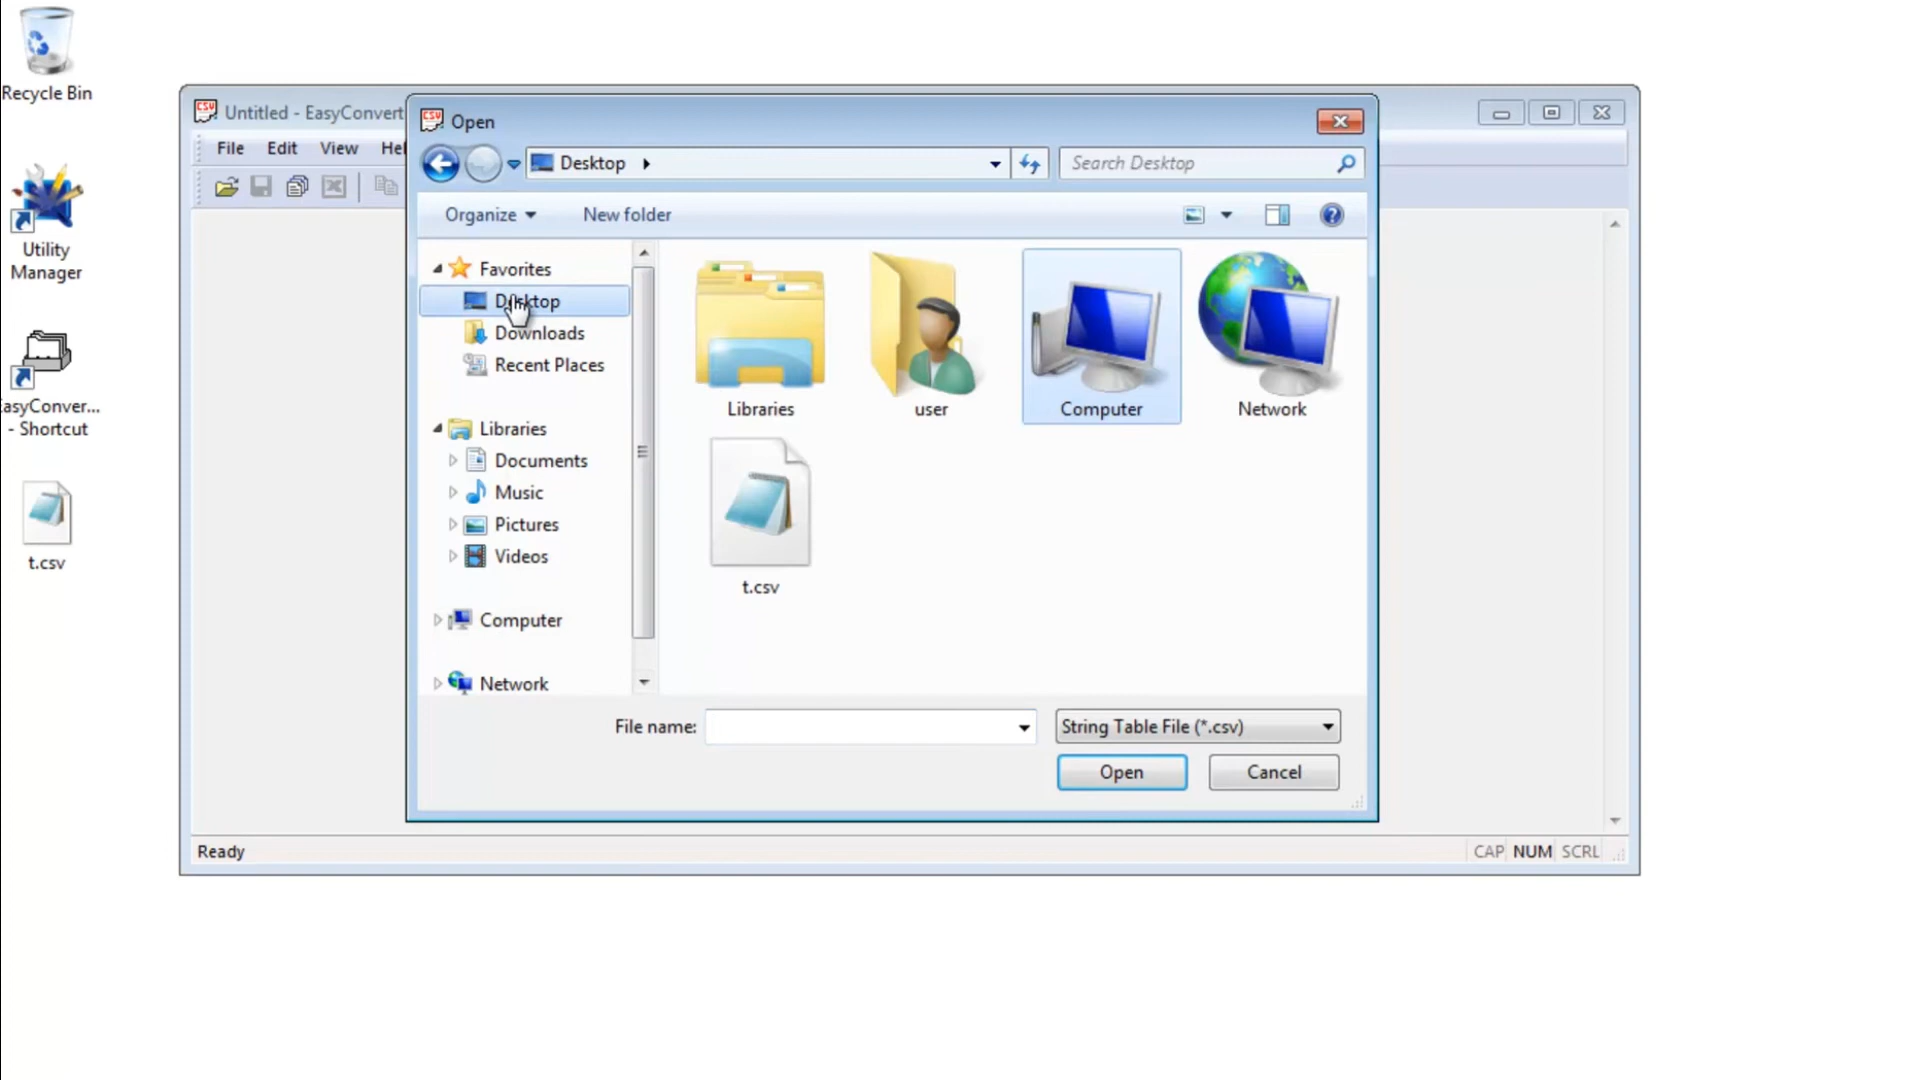 Recycle Bin
Utility
Manager
asyConver...
- Shortcut
t.csv
CSV Untitled - EasyConvert
File Edit View Hel
CSV Open
Desktop
Search Desktop
Organize New folder
Favorites
Desktop
Downloads
Recent Places
Libraries
Documents
Music
Pictures
Videos
Computer
Network
Libraries user Computer Network
t.csv
File name: String Table File (*.csv)
Open Cancel
Ready CAP NUM SCRL